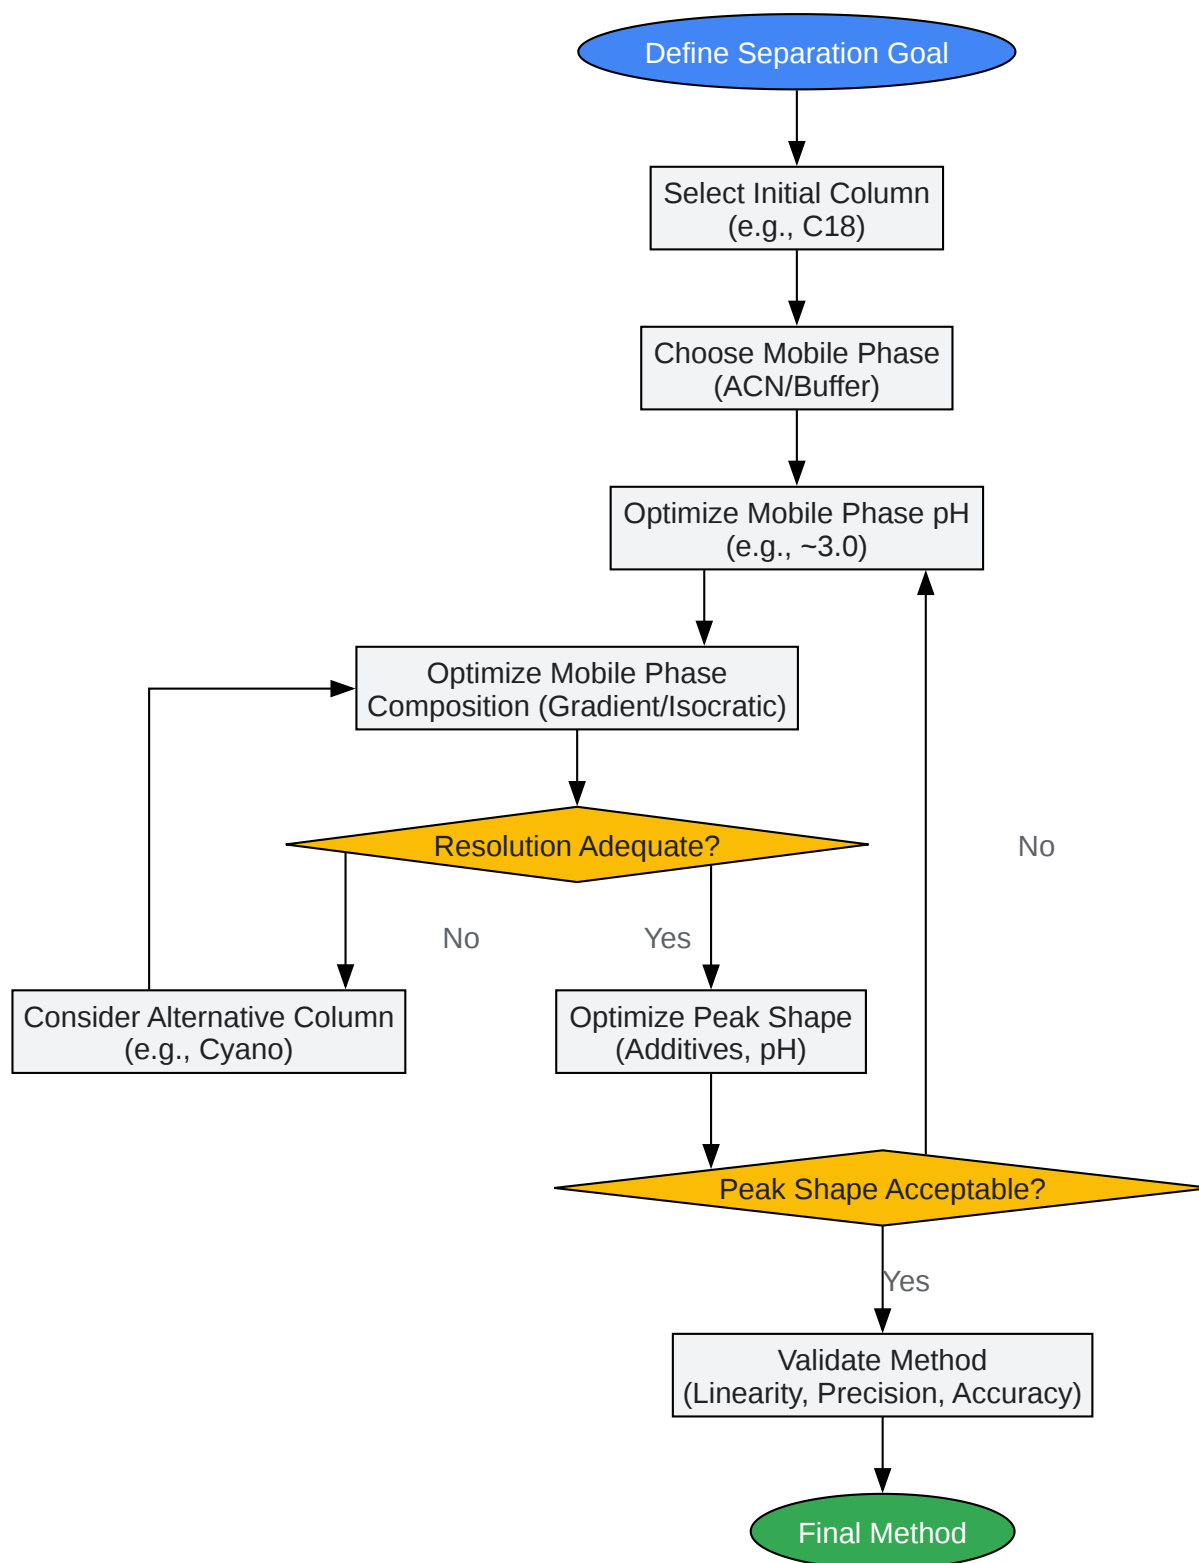 Define Separation Goal
Select Initial Column
(e.g., C18)
Choose Mobile Phase
(ACN/Buffer)
Optimize Mobile Phase pH
(e.g., ~3.0)
Optimize Mobile Phase
Composition (Gradient/Isocratic)
Resolution Adequate?
No
No
Yes
Consider Alternative Column
(e.g., Cyano)
Optimize Peak Shape
(Additives, pH)
Peak Shape Acceptable?
Yes
Validate Method
(Linearity, Precision, Accuracy)
Final Method